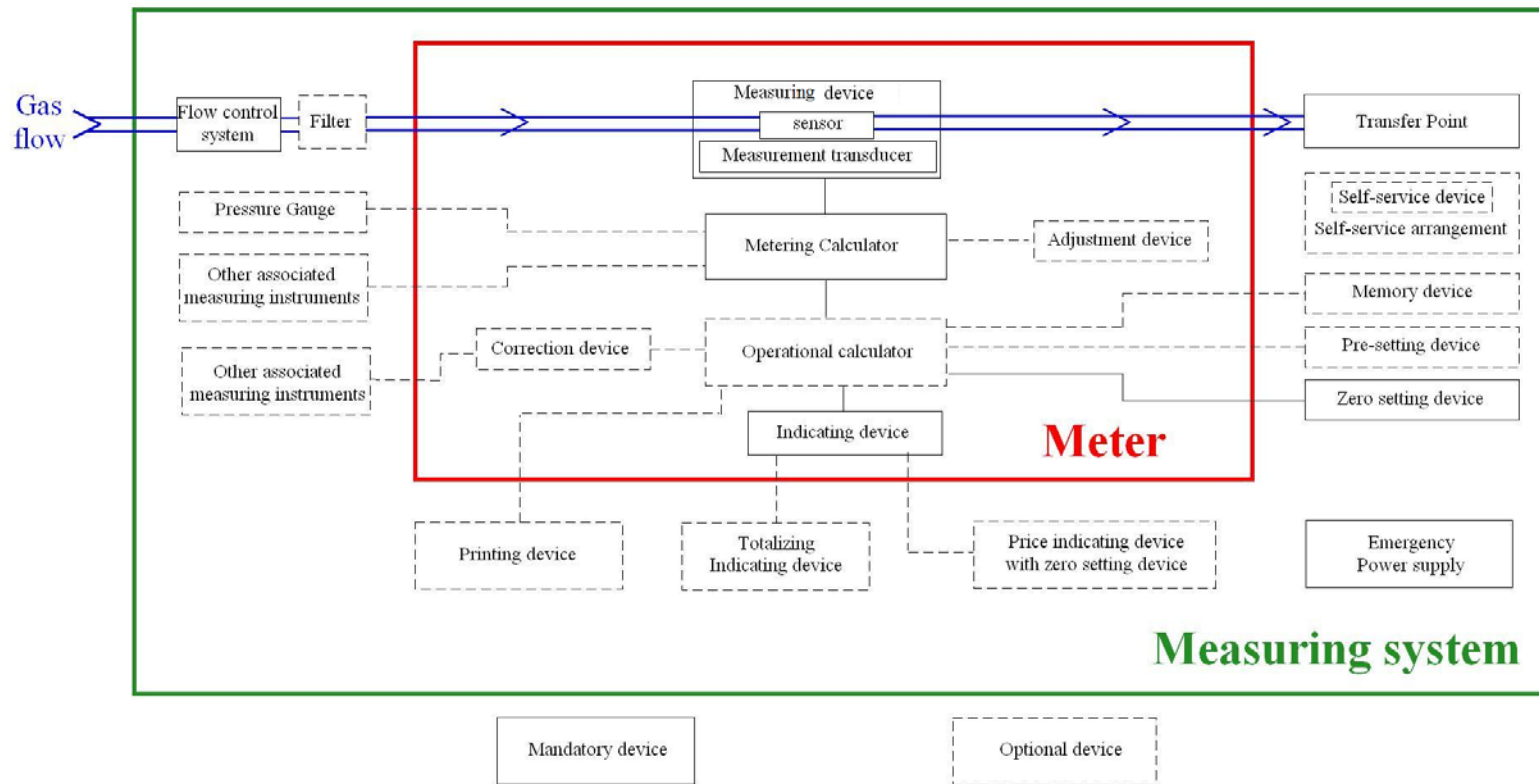 Gas
flow
Flow control
system
Filter
Measuring device
sensor
Measurement transducer
Transfer Point
Pressure Gauge
Self-service device
Self-service arrangement
Metering Calculator
Adjustment device
Other associated
measuring instruments
Memory device
Correction device
Operational calculator
Pre-setting device
Other associated
measuring instruments
Zero setting device
Indicating device
Meter
Printing device
Totalizing
Indicating device
Price indicating device
with zero setting device
Emergency
Power supply
Measuring system
Mandatory device
Optional device